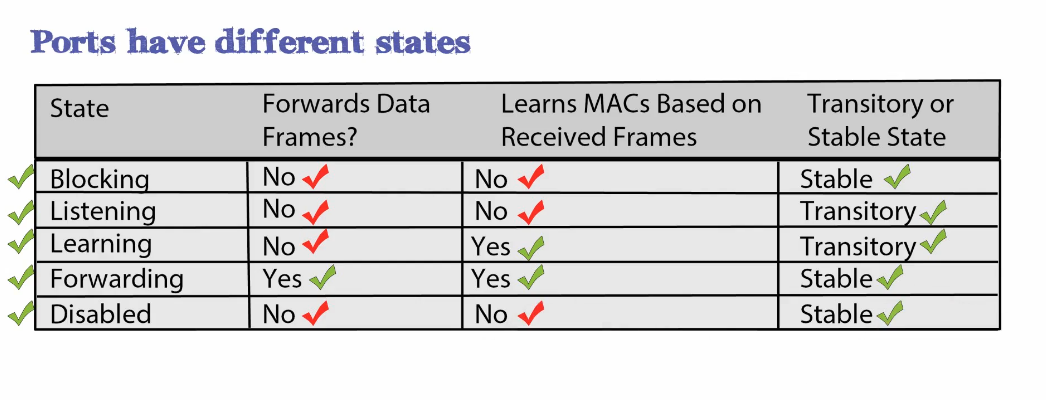 Ports have different states
State Forwards Data Frames? Learns MACs Based on Received Frames Transitory or Stable State
Blocking No No Stable
Listening No No Transitory
Learning No Yes Transitory
Forwarding Yes Yes Stable
Disabled No No Stable